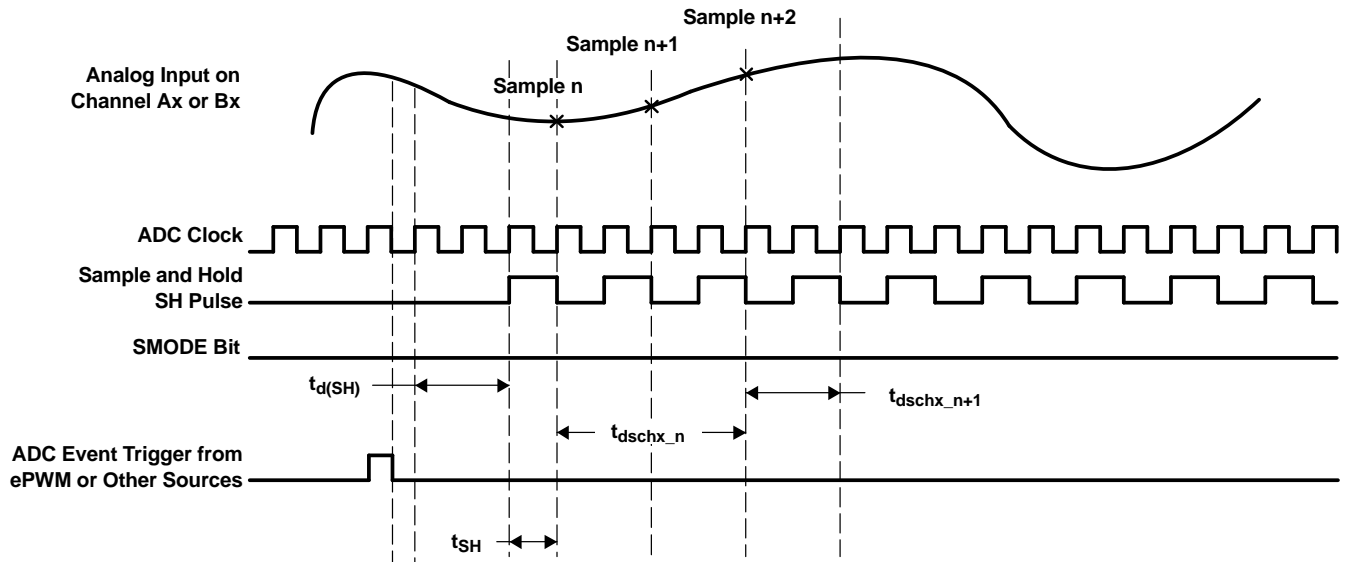 Sample n+2
Sample n+1
Analog Input on
Channel Ax or Bx
Sample n
ADC Clock
Sample and Hold
SH Pulse
SMODE Bit
td(SH)
tdschx_n+1
tdschx_n
ADC Event Trigger from
ePWM or Other Sources
tSH